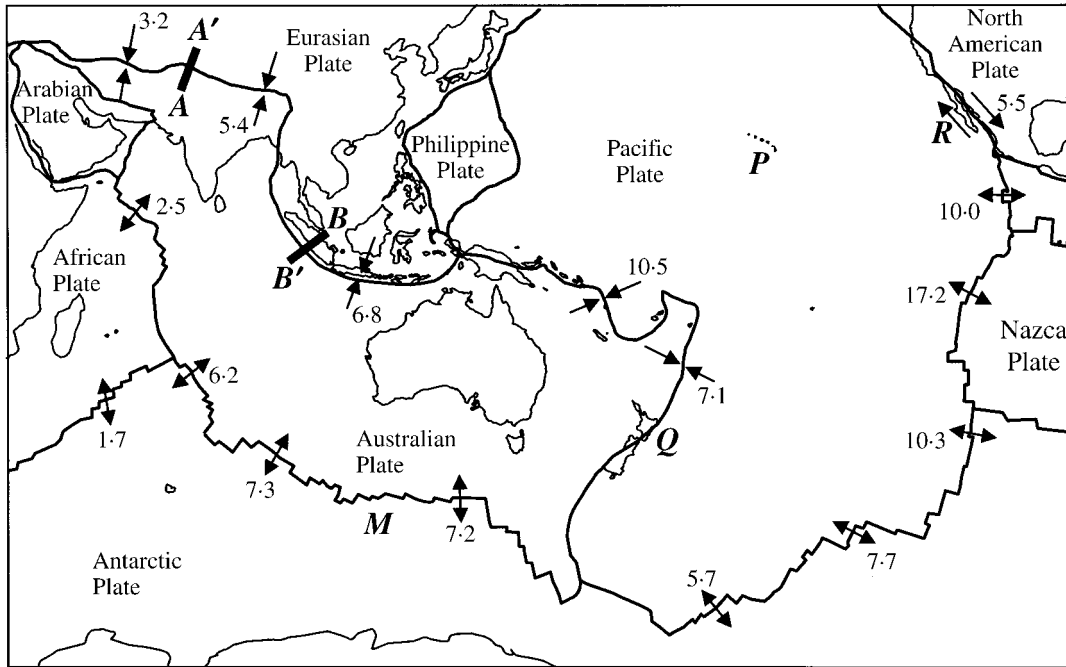 3·2
A′
Eurasian
Plate
North
American
Plate
Arabian
Plate
A
5·4
5·5
R
Philippine
Plate
Pacific
Plate
P
2·5
10·0
African
Plate
B
B′
6·8
10·5
17·2
Nazca
Plate
6·2
7·1
1·7
Australian
Plate
Q
10·3
7·3
M
7·2
7·7
Antarctic
Plate
5·7